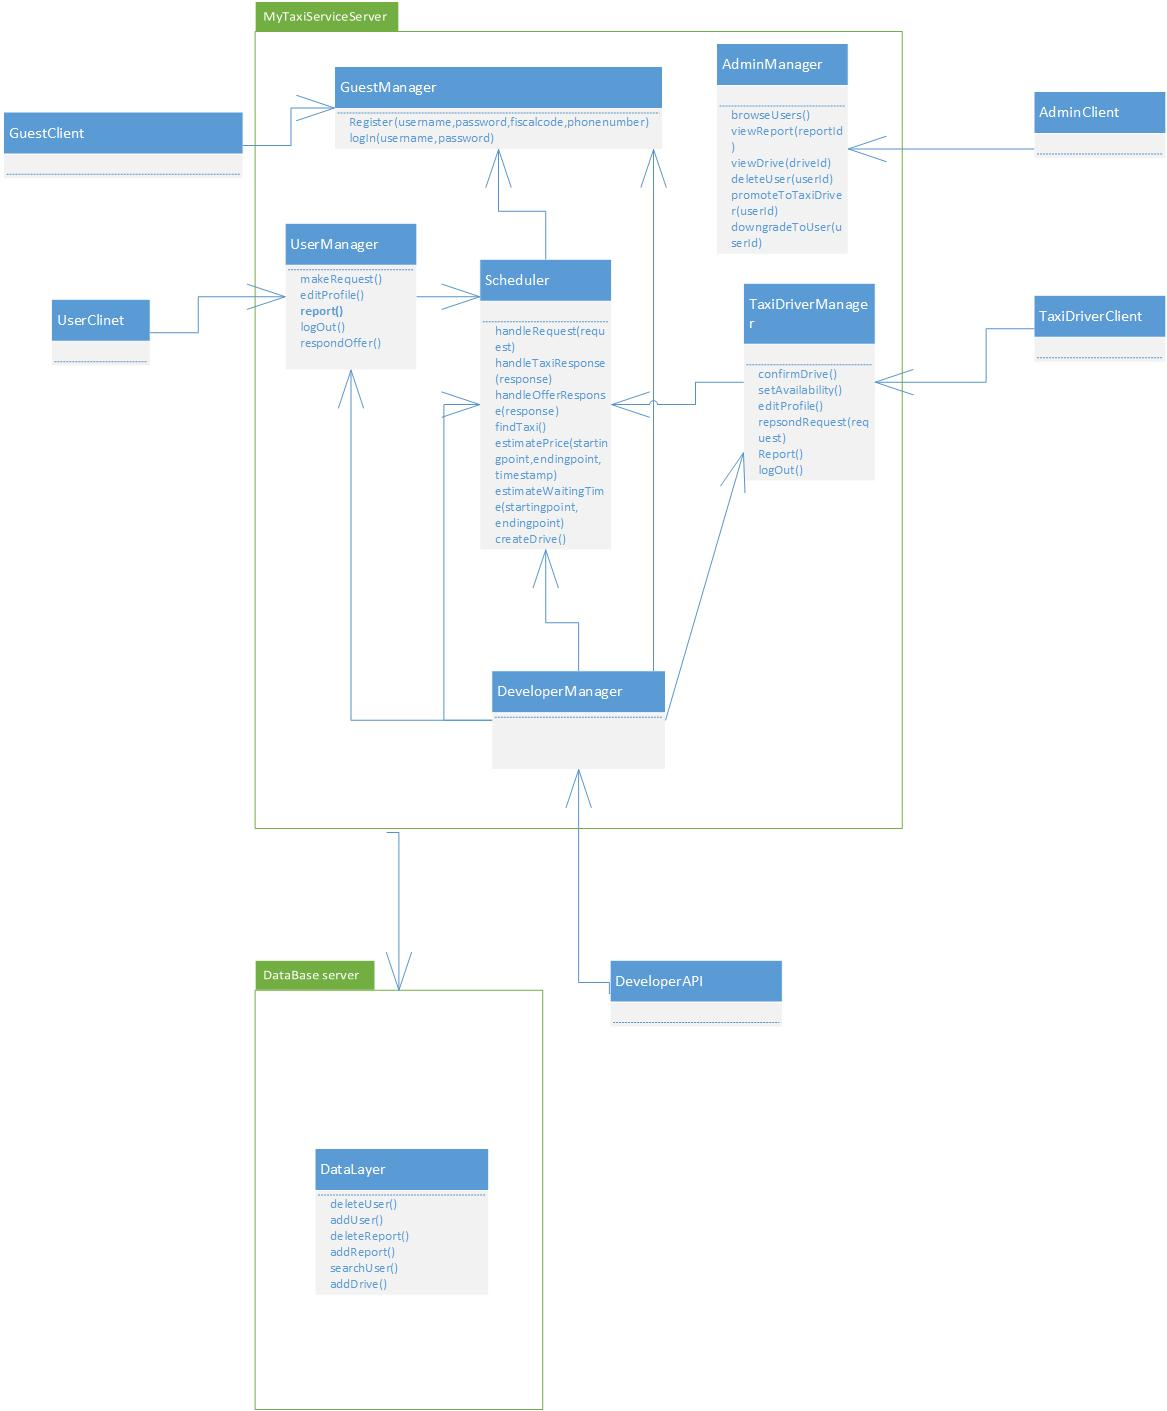 MyTaxiServiceServer
GuestManager
Register(username,password,fiscalcode,phonenumber)
logIn(username,password)
AdminManager
browseUsers()
viewReport(reportId
)
viewDrive(driveId)
deleteUser(userId)
promoteToTaxiDrive
r(userId)
downgradeToUser(u
serId)
GuestClient
AdminClient
UserManager
makeRequest()
editProfile()
report()
logOut()
respondOffer()
Scheduler
handleRequest(requ
est)
handleTaxiResponse
(response)
handleOfferRespons
e(response)
findTaxi()
estimatePrice(startin
gpoint,endingpoint,
timestamp)
estimateWaitingTim
e(startingpoint,
endingpoint)
createDrive()
TaxiDriverManage
r
confirmDrive()
setAvailability()
editProfile()
repsondRequest(req
uest)
Report()
logOut()
UserClinet
TaxiDriverClient
DeveloperManager
DataBase server
DeveloperAPI
DataLayer
deleteUser()
addUser()
deleteReport()
addReport()
searchUser()
addDrive()